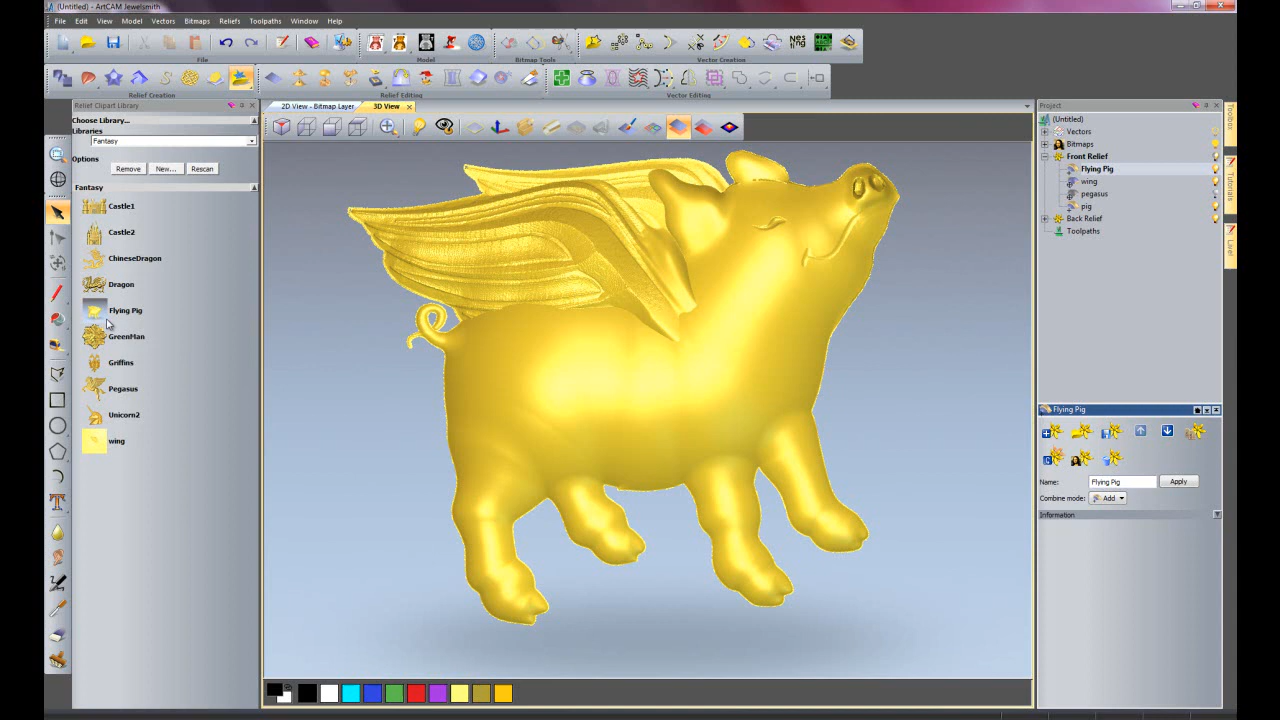 (Untitled) - ArtCAM Jewelsmith
File Edit View Model Vectors Bitmaps Reliefs Toolpaths Window Help
File Model Bitmap Tools Vector Creation
Relief Creation Relief Editing Vector Editing
Relief Clipart Library
Choose Library...
Libraries
Fantasy
Options
Remove New... Rescan
Fantasy
Castle1
Castle2
ChineseDragon
Dragon
Flying Pig
GreenMan
Griffins
Pegasus
Unicorn2
wing
2D View - Bitmap Layer 3D View
Project
(Untitled)
Vectors
Bitmaps
Front Relief
Flying Pig
wing
pegasus
pig
Back Relief
Toolpaths
Toolbox
Tutorials
Flying Pig
Name: Flying Pig Apply
Combine mode: Add
Information